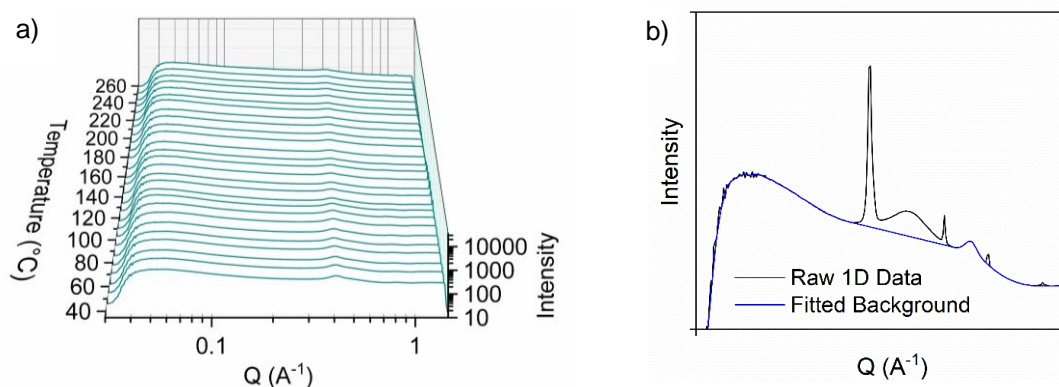 a)
260
240
220
200
180
160
140
120
100
80
60
40
Temperature (°C)
10000
1000
100
10
Intensity
0.1
1
Q (A⁻¹)
b)
Intensity
Raw 1D Data
Fitted Background
Q (A⁻¹)